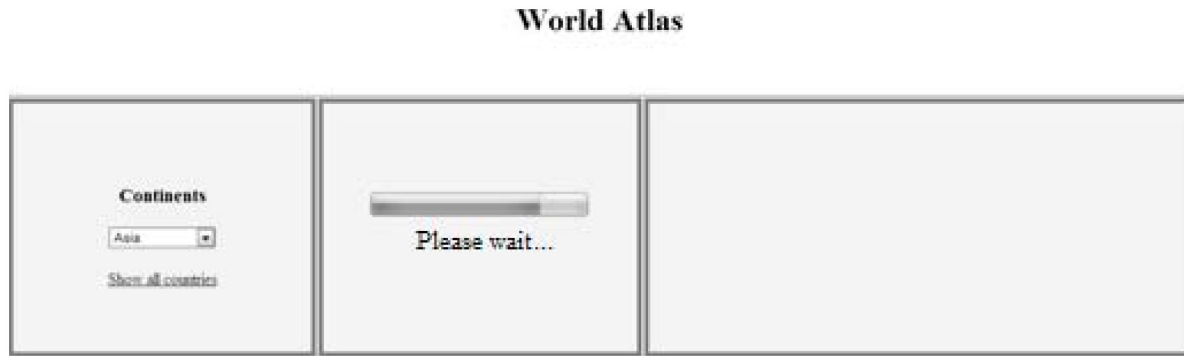 World Atlas
Continents
Asia
Show all countries
Please wait...